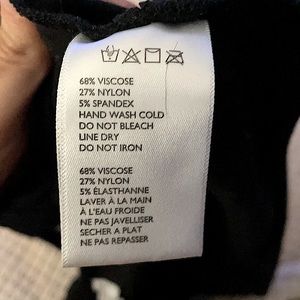 68% VISCOSE
27% NYLON
5% SPANDEX
HAND WASH COLD
DO NOT BLEACH
LINE DRY
DO NOT IRON
68% VISCOSE
27% NYLON
5% ÉLASTHANNE
LAVER À LA MAIN
À L'EAU FROIDE
NE PAS JAVELLISER
SECHER A PLAT
NE PAS REPASSER